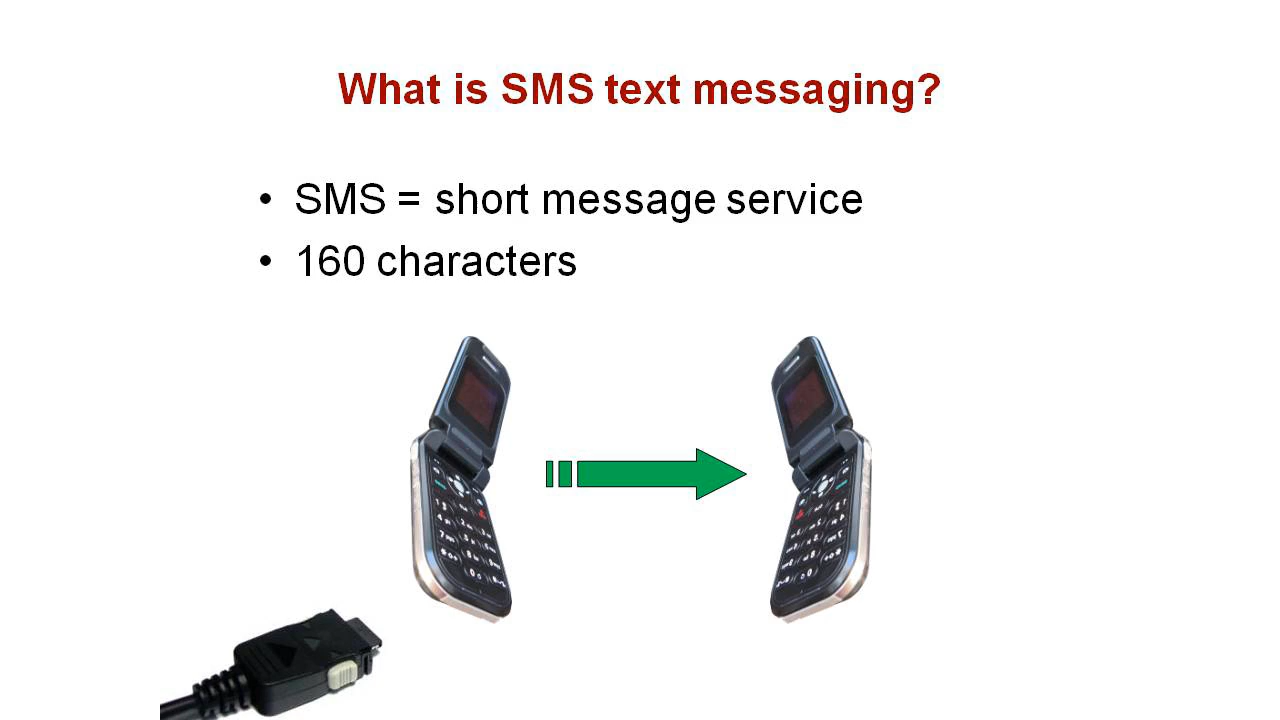 What is SMS text messaging?
• SMS = short message service
• 160 characters